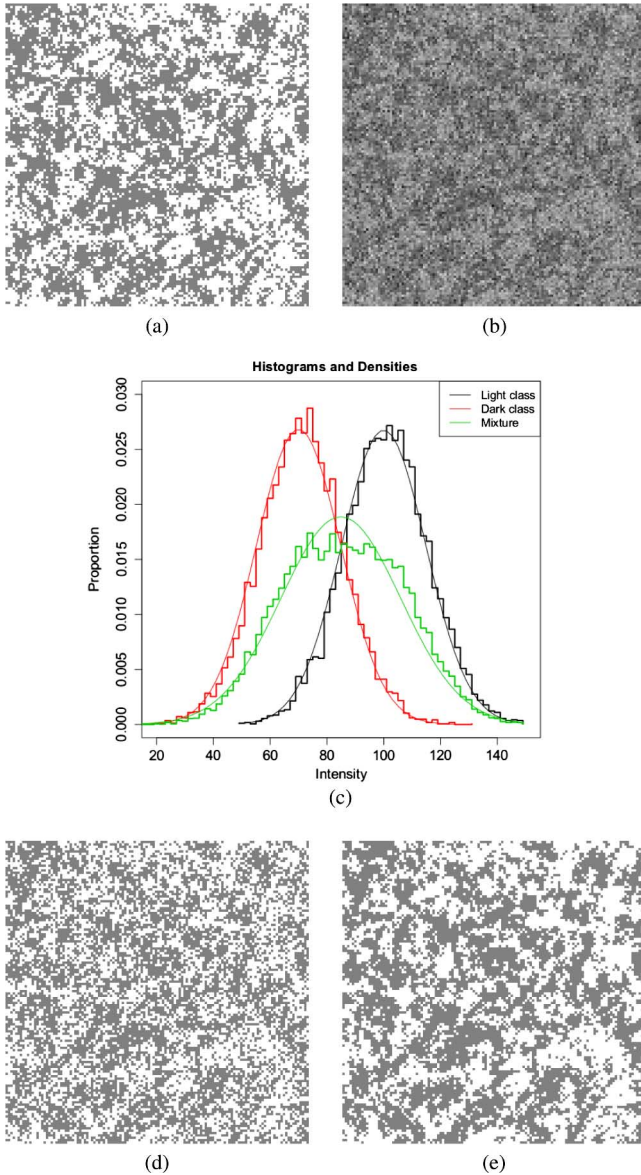 (a)
(b)
Histograms and Densities
Light class
Dark class
Mixture
Proportion
0.030
0.025
0.020
0.015
0.010
0.005
0.000
20 40 60 80 100 120 140
Intensity
(c)
(d)
(e)